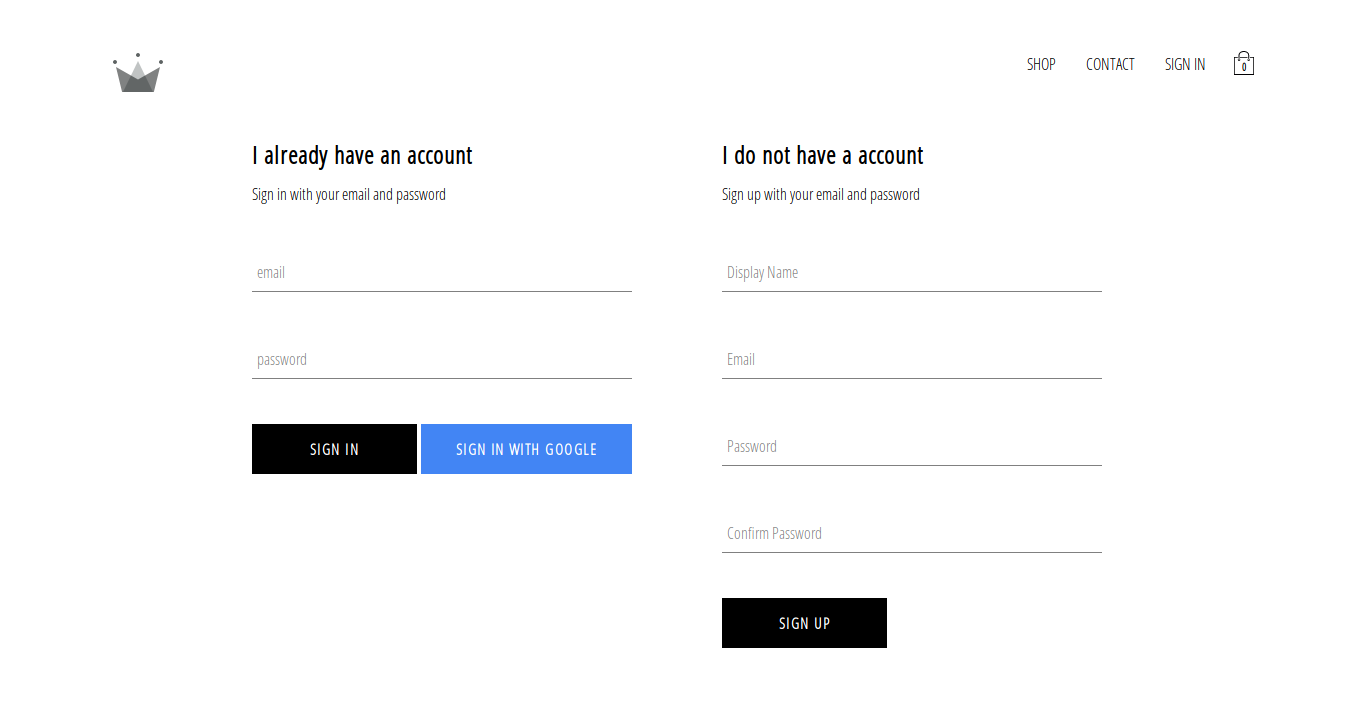 SHOP CONTACT SIGN IN 0
I already have an account
Sign in with your email and password
email
password
SIGN IN SIGN IN WITH GOOGLE
I do not have a account
Sign up with your email and password
Display Name
Email
Password
Confirm Password
SIGN UP